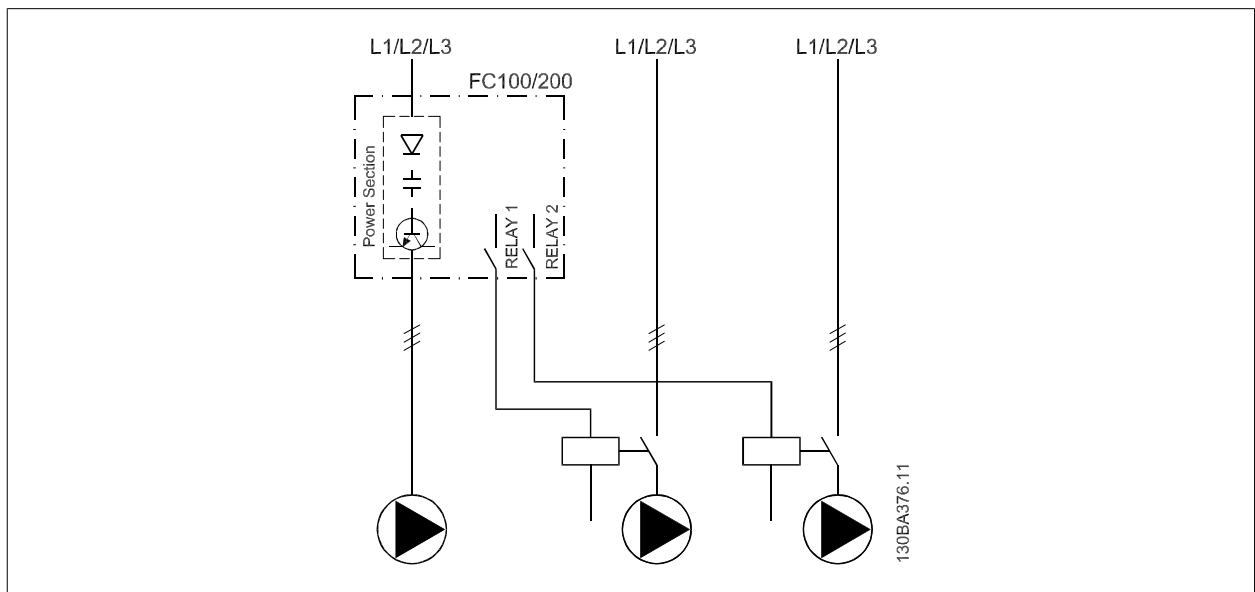 L1/L2/L3
L1/L2/L3
L1/L2/L3
FC100/200
Power Section
RELAY 1
RELAY 2
130BA376.11